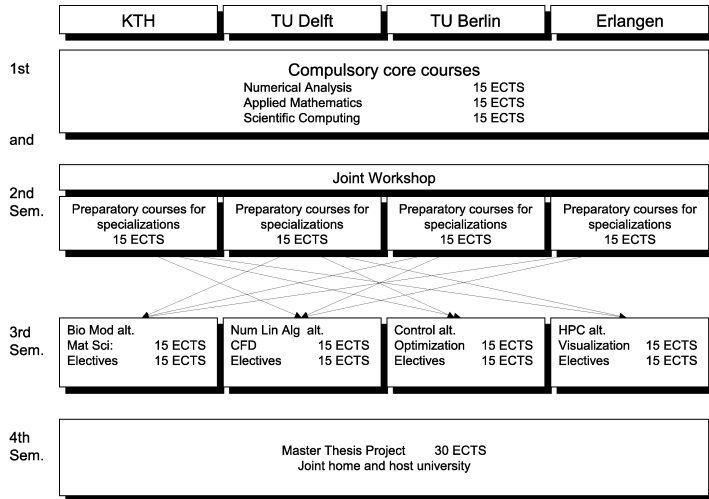 KTH TU Delft TU Berlin Erlangen
1st
Compulsory core courses
Numerical Analysis 15 ECTS
Applied Mathematics 15 ECTS
Scientific Computing 15 ECTS
and
2nd
Sem.
Joint Workshop
Preparatory courses for
specializations
15 ECTS
Preparatory courses for
specializations
15 ECTS
Preparatory courses for
specializations
15 ECTS
Preparatory courses for
specializations
15 ECTS
3rd
Sem.
Bio Mod alt.
Mat Sci: 15 ECTS
Electives 15 ECTS
Num Lin Alg alt.
CFD 15 ECTS
Electives 15 ECTS
Control alt.
Optimization 15 ECTS
Electives 15 ECTS
HPC alt.
Visualization 15 ECTS
Electives 15 ECTS
4th
Sem.
Master Thesis Project 30 ECTS
Joint home and host university